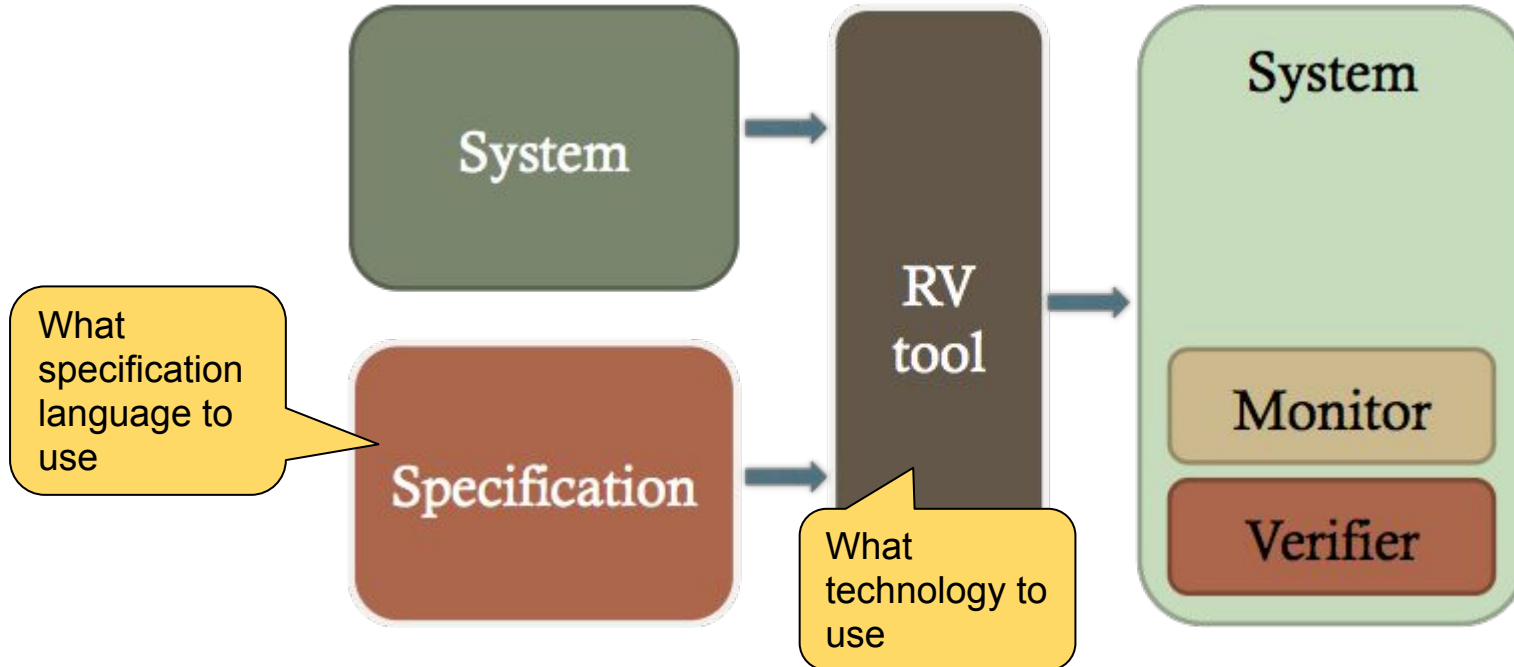 System
What
specification
language to
use
Specification
RV
tool
What
technology to
use
System
Monitor
Verifier